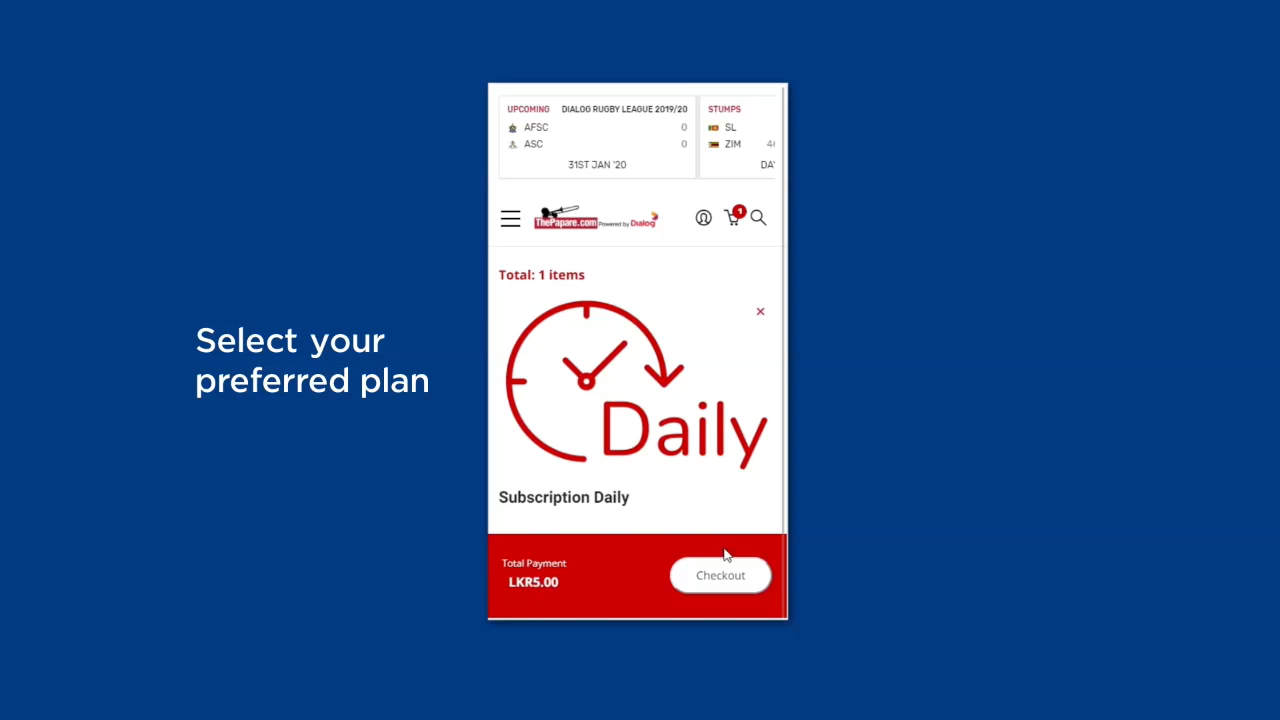 UPCOMING DIALOG RUGBY LEAGUE 2019/20
AFSC 0
ASC 0
31ST JAN '20
STUMPS
SL
ZIM
ThePapare.com Powered by Dialog
1
Total: 1 items
×
Daily
Subscription Daily
Select your
preferred plan
Total Payment
LKR5.00
Checkout